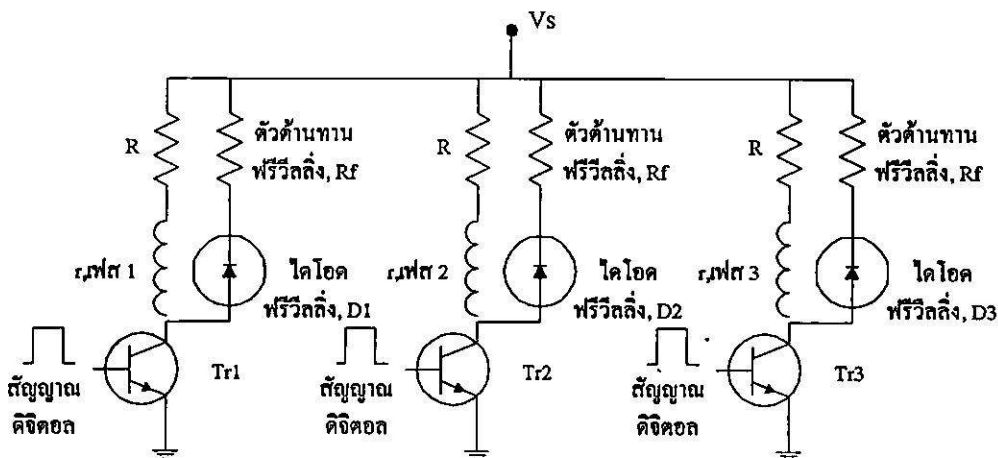 Vs
R
ตัวต้านทาน
ฟรีวีลลิ่ง, Rf
R
ตัวต้านทาน
ฟรีวีลลิ่ง, Rf
R
ตัวต้านทาน
ฟรีวีลลิ่ง, Rf
r,เฟส 1
ไดโอด
ฟรีวีลลิ่ง, D1
r,เฟส 2
ไดโอด
ฟรีวีลลิ่ง, D2
r,เฟส 3
ไดโอด
ฟรีวีลลิ่ง, D3
สัญญาณ
ดิจิตอล
Tr1
สัญญาณ
ดิจิตอล
Tr2
สัญญาณ
ดิจิตอล
Tr3